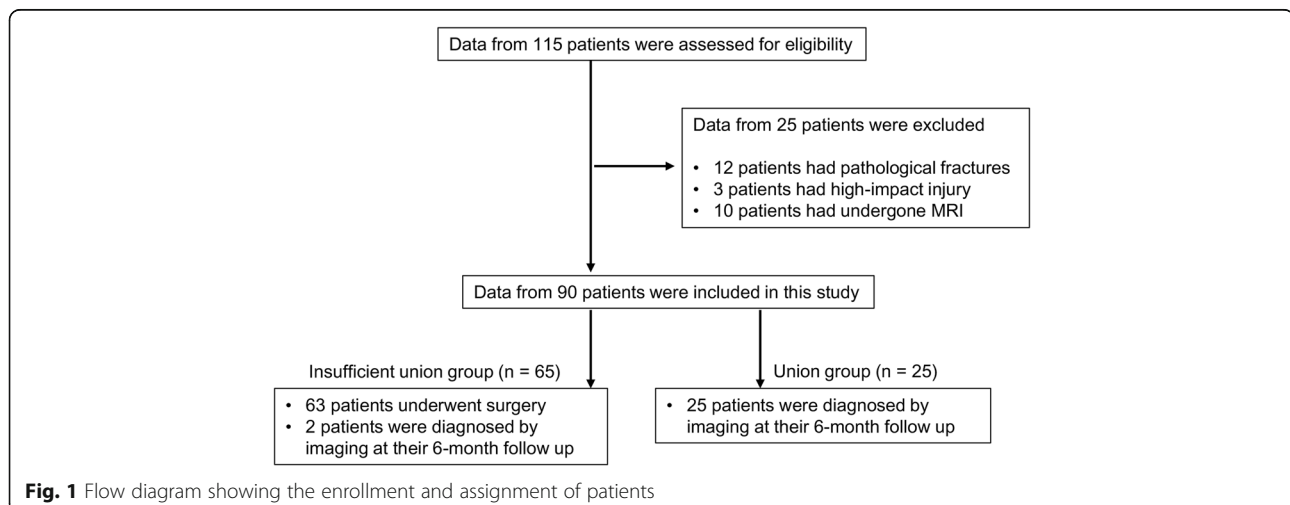 Data from 115 patients were assessed for eligibility
Data from 25 patients were excluded
• 12 patients had pathological fractures
• 3 patients had high-impact injury
• 10 patients had undergone MRI
Data from 90 patients were included in this study
Insufficient union group (n = 65)
• 63 patients underwent surgery
• 2 patients were diagnosed by
imaging at their 6-month follow up
Union group (n = 25)
• 25 patients were diagnosed by
imaging at their 6-month follow up
Fig. 1 Flow diagram showing the enrollment and assignment of patients